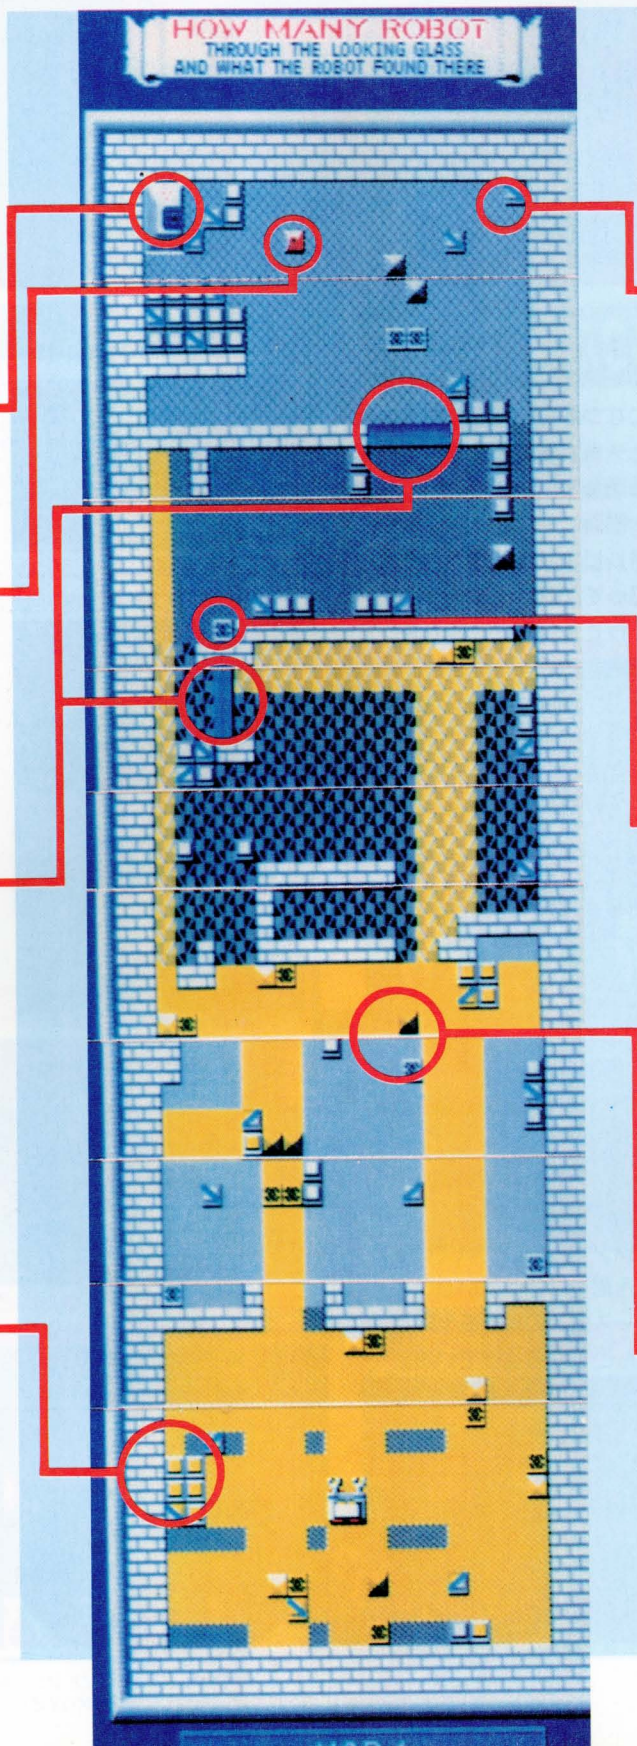 HOW MANY ROBOT
THROUGH THE LOOKING GLASS
AND WHAT THE ROBOT FOUND THERE